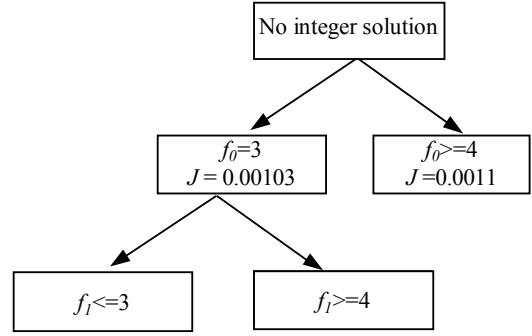 No integer solution
f0=3
J = 0.00103
f0>=4
J =0.0011
f1<=3
f1>=4